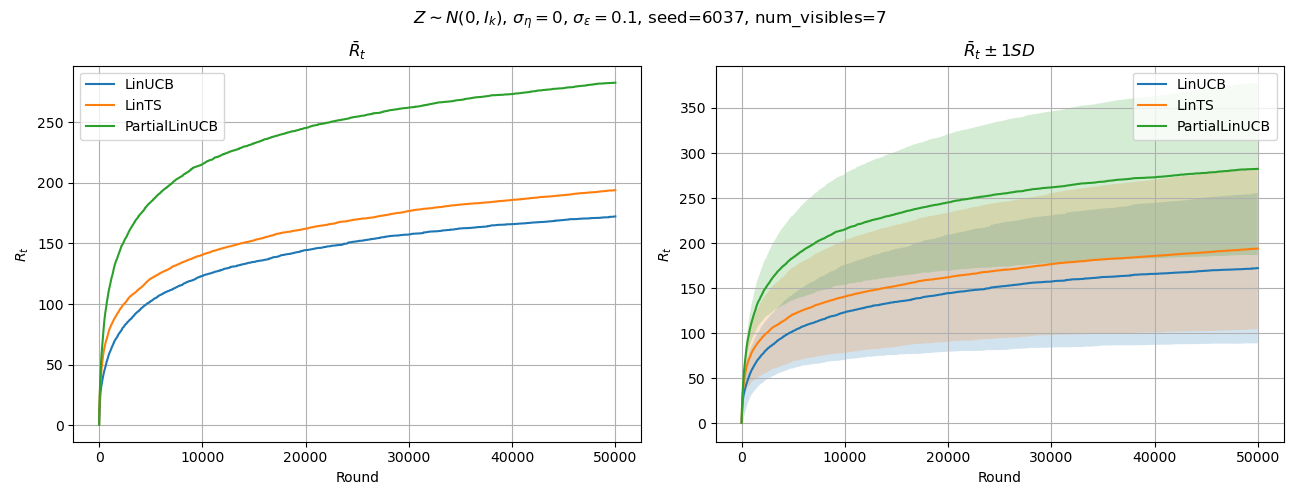 Z ∼ N(0, I_k), σ_η = 0, σ_ε = 0.1, seed=6037, num_visibles=7
R̄_t
LinUCB
LinTS
PartialLinUCB
R_t
250
200
150
100
50
0
0 10000 20000 30000 40000 50000
Round
R̄_t ± 1SD
LinUCB
LinTS
PartialLinUCB
R_t
350
300
250
200
150
100
50
0
0 10000 20000 30000 40000 50000
Round